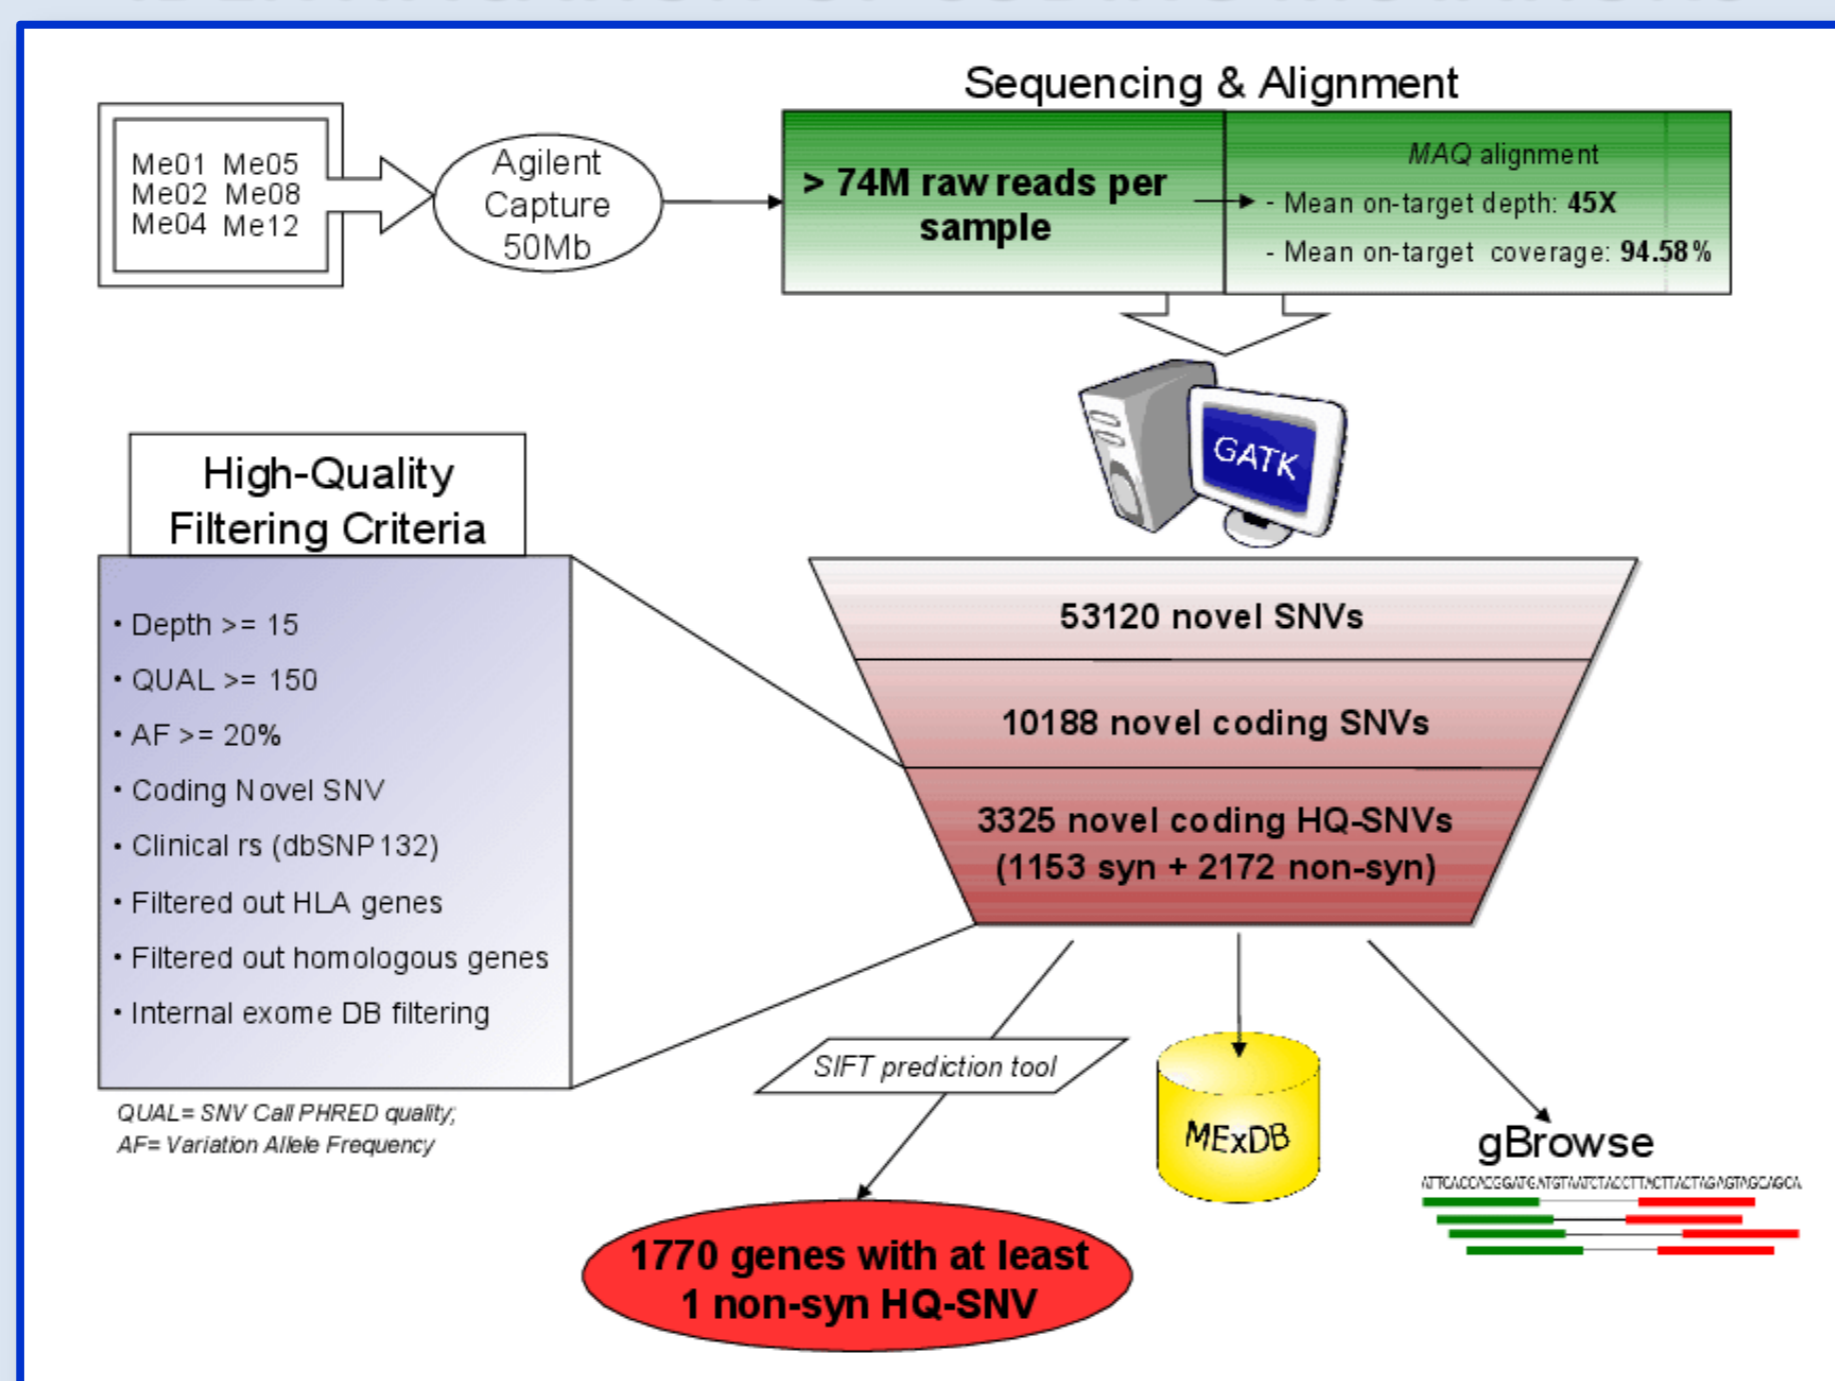 Sequencing & Alignment
Me01 Me05
Me02 Me08
Me04 Me12
Agilent
Capture
50Mb
> 74M raw reads per
sample
MAQ alignment
- Mean on-target depth: 45X
- Mean on-target coverage: 94.58%
GATK
High-Quality
Filtering Criteria
• Depth >= 15
• QUAL >= 150
• AF >= 20%
• Coding Novel SNV
• Clinical rs (dbSNP132)
• Filtered out HLA genes
• Filtered out homologous genes
• Internal exome DB filtering
QUAL= SNV Call PHRED quality;
AF= Variation Allele Frequency
53120 novel SNVs
10188 novel coding SNVs
3325 novel coding HQ-SNVs
(1153 syn + 2172 non-syn)
SIFT prediction tool
MExDB
gBrowse
1770 genes with at least
1 non-syn HQ-SNV